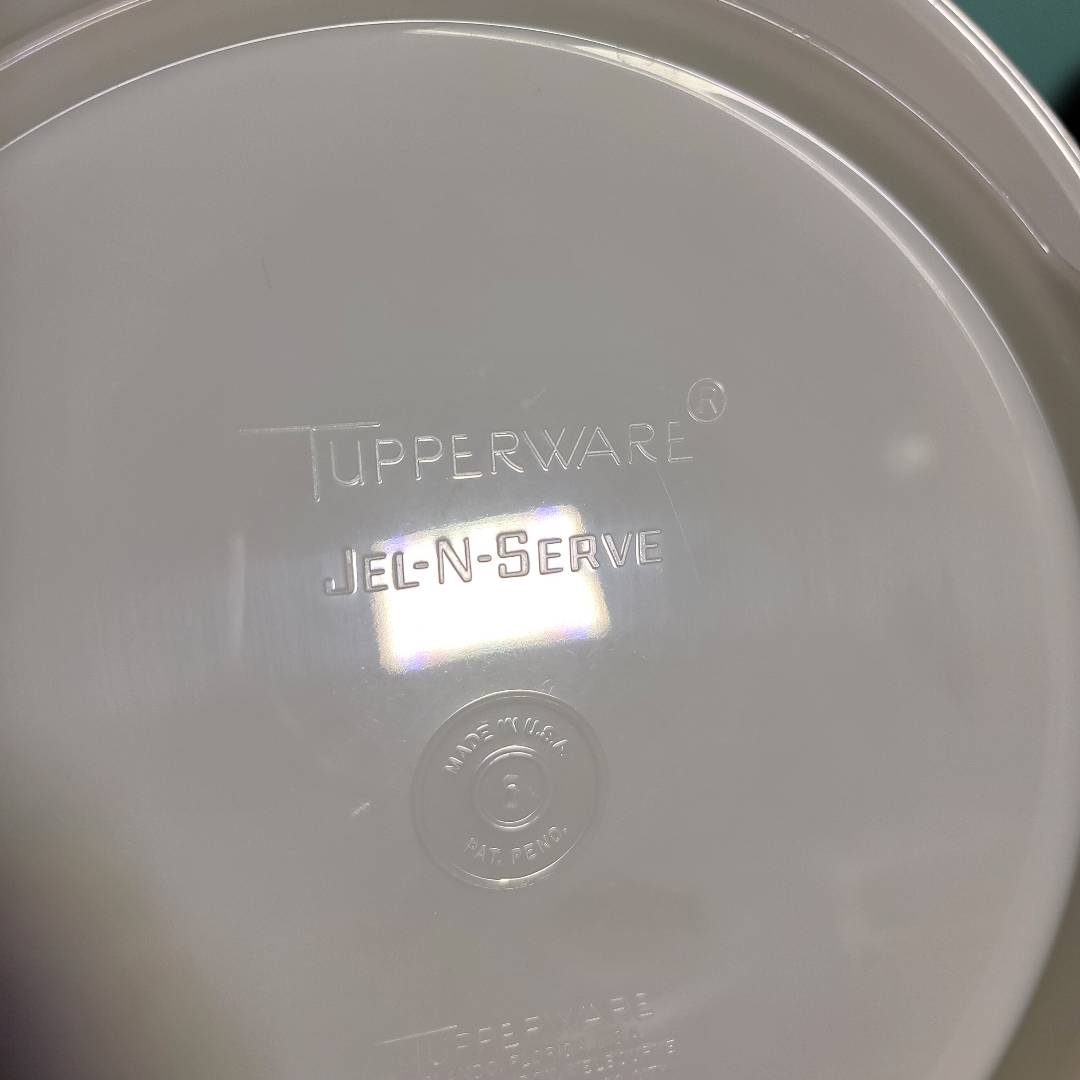 TUPPERWARE®
JEL-N-SERVE
MADE IN U.S.A.
PAT. PEND.
TUPPERWARE